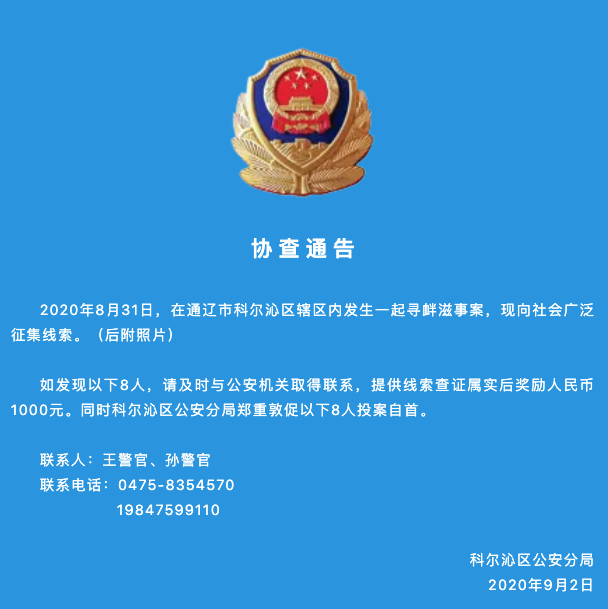 协查通告
2020年8月31日，在通辽市科尔沁区辖区内发生一起寻衅滋事案，现向社会广泛
征集线索。（后附照片）
如发现以下8人，请及时与公安机关取得联系，提供线索查证属实后奖励人民币
1000元。同时科尔沁区公安分局郑重敦促以下8人投案自首。
联系人：王警官、孙警官
联系电话：0475-8354570
19847599110
科尔沁区公安分局
2020年9月2日